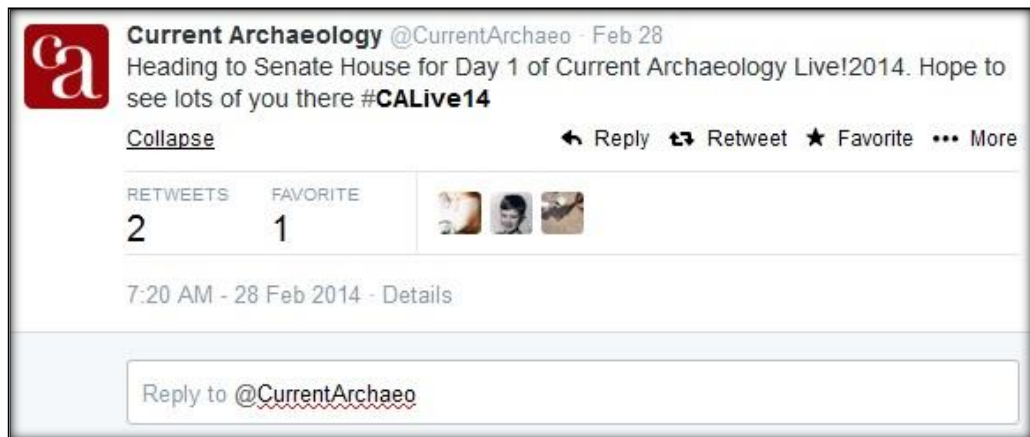 ca
Current Archaeology @CurrentArchaeo · Feb 28
Heading to Senate House for Day 1 of Current Archaeology Live!2014. Hope to
see lots of you there #CALive14
Collapse Reply Retweet Favorite More
RETWEETS FAVORITE
2 1
7:20 AM - 28 Feb 2014 · Details
Reply to @CurrentArchaeo